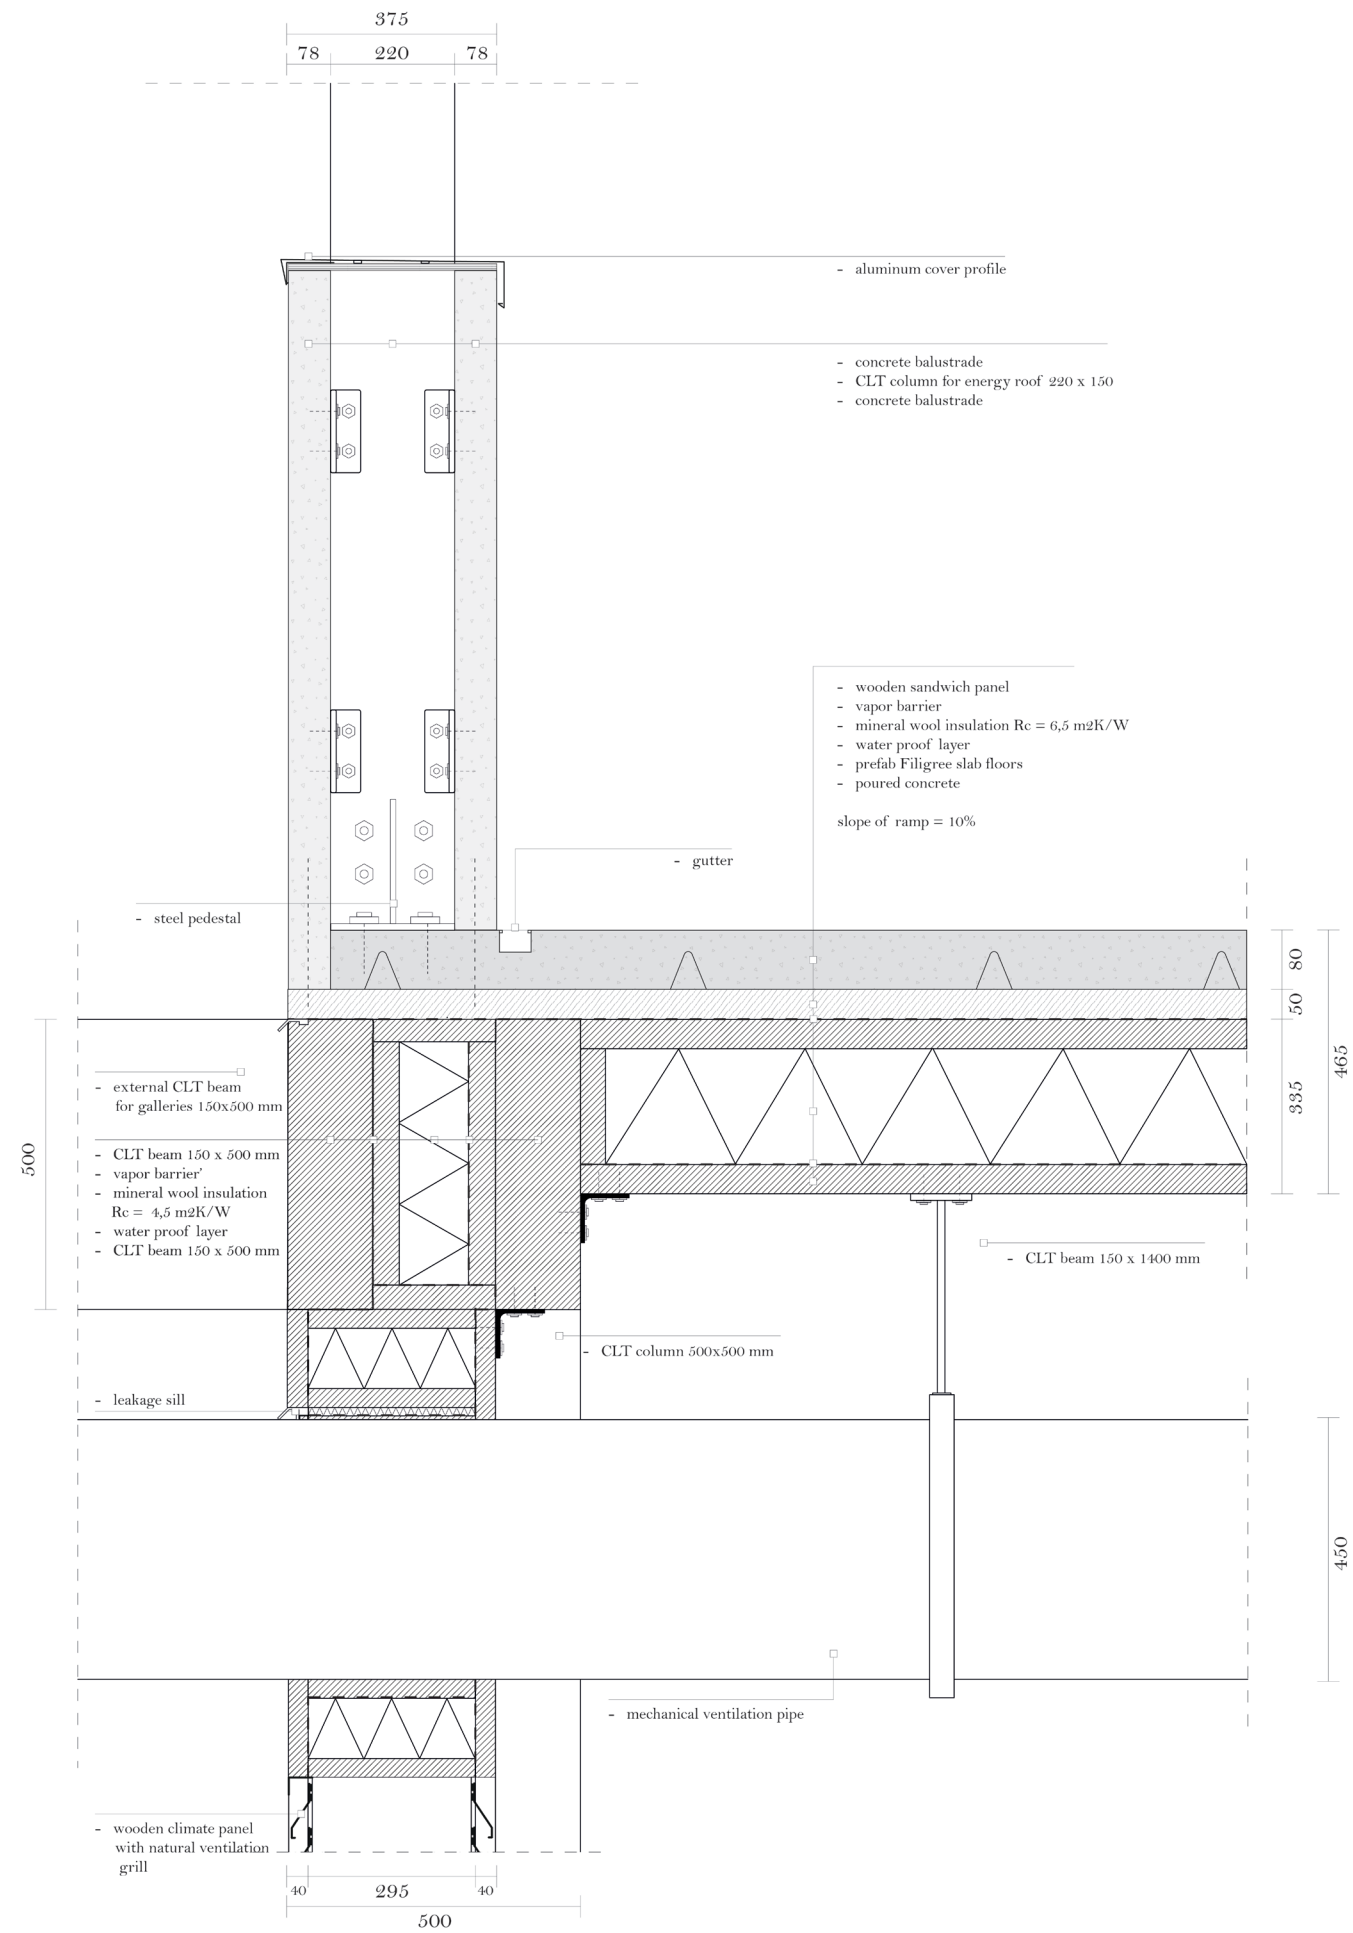 375
78 220 78
- aluminum cover profile
- concrete balustrade
- CLT column for energy roof 220 x 150
- concrete balustrade
- wooden sandwich panel
- vapor barrier
- mineral wool insulation Rc = 6,5 m2K/W
- water proof layer
- prefab Filigree slab floors
- poured concrete
slope of ramp = 10%
- gutter
- steel pedestal
80
50
465
335
- external CLT beam
for galleries 150x500 mm
500
- CLT beam 150 x 500 mm
- vapor barrier'
- mineral wool insulation
Rc = 4,5 m2K/W
- water proof layer
- CLT beam 150 x 500 mm
- CLT beam 150 x 1400 mm
- CLT column 500x500 mm
- leakage sill
450
- mechanical ventilation pipe
- wooden climate panel
with natural ventilation
grill
40 295 40
500